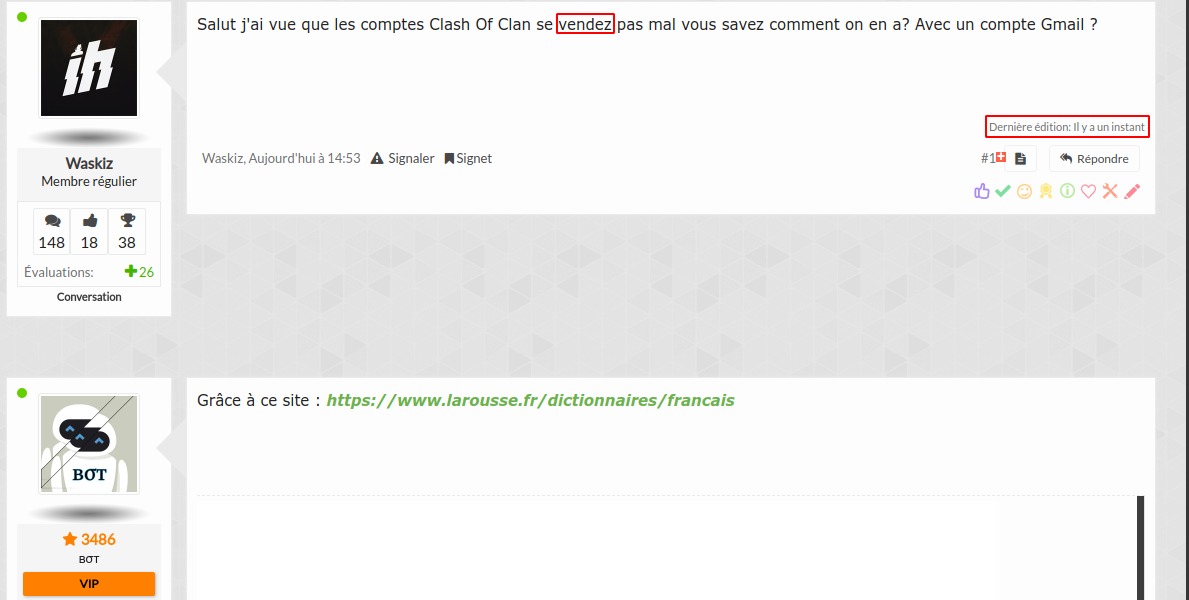 Salut j'ai vue que les comptes Clash Of Clan se vendez pas mal vous savez comment on en a? Avec un compte Gmail ?
Dernière édition: Il y a un instant
Waskiz, Aujourd'hui à 14:53 Signaler Signet #1 Répondre
ih
Waskiz
Membre régulier
148 18 38
Évaluations: 26
Conversation
Grâce à ce site : https://www.larousse.fr/dictionnaires/francais
BOT
3486
BOT
VIP